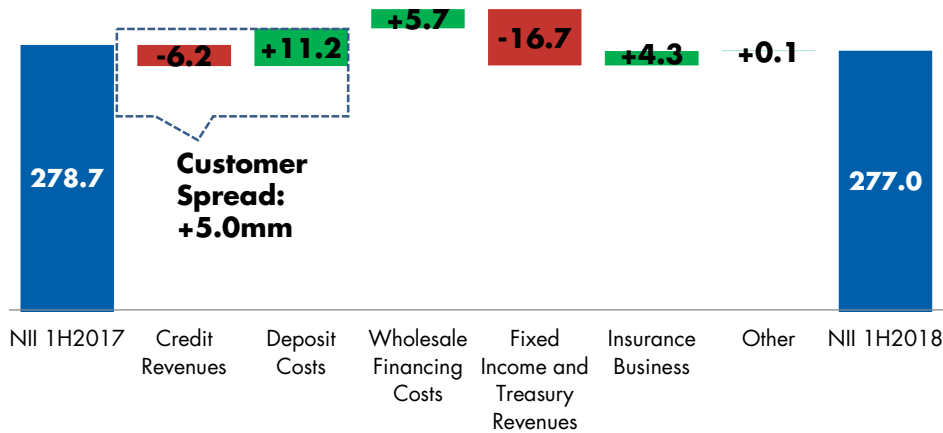 -6.2
+11.2
+5.7
-16.7
+4.3
+0.1
278.7
Customer
Spread:
+5.0mm
277.0
NII 1H2017
Credit
Revenues
Deposit
Costs
Wholesale
Financing
Costs
Fixed
Income and
Treasury
Revenues
Insurance
Business
Other
NII 1H2018